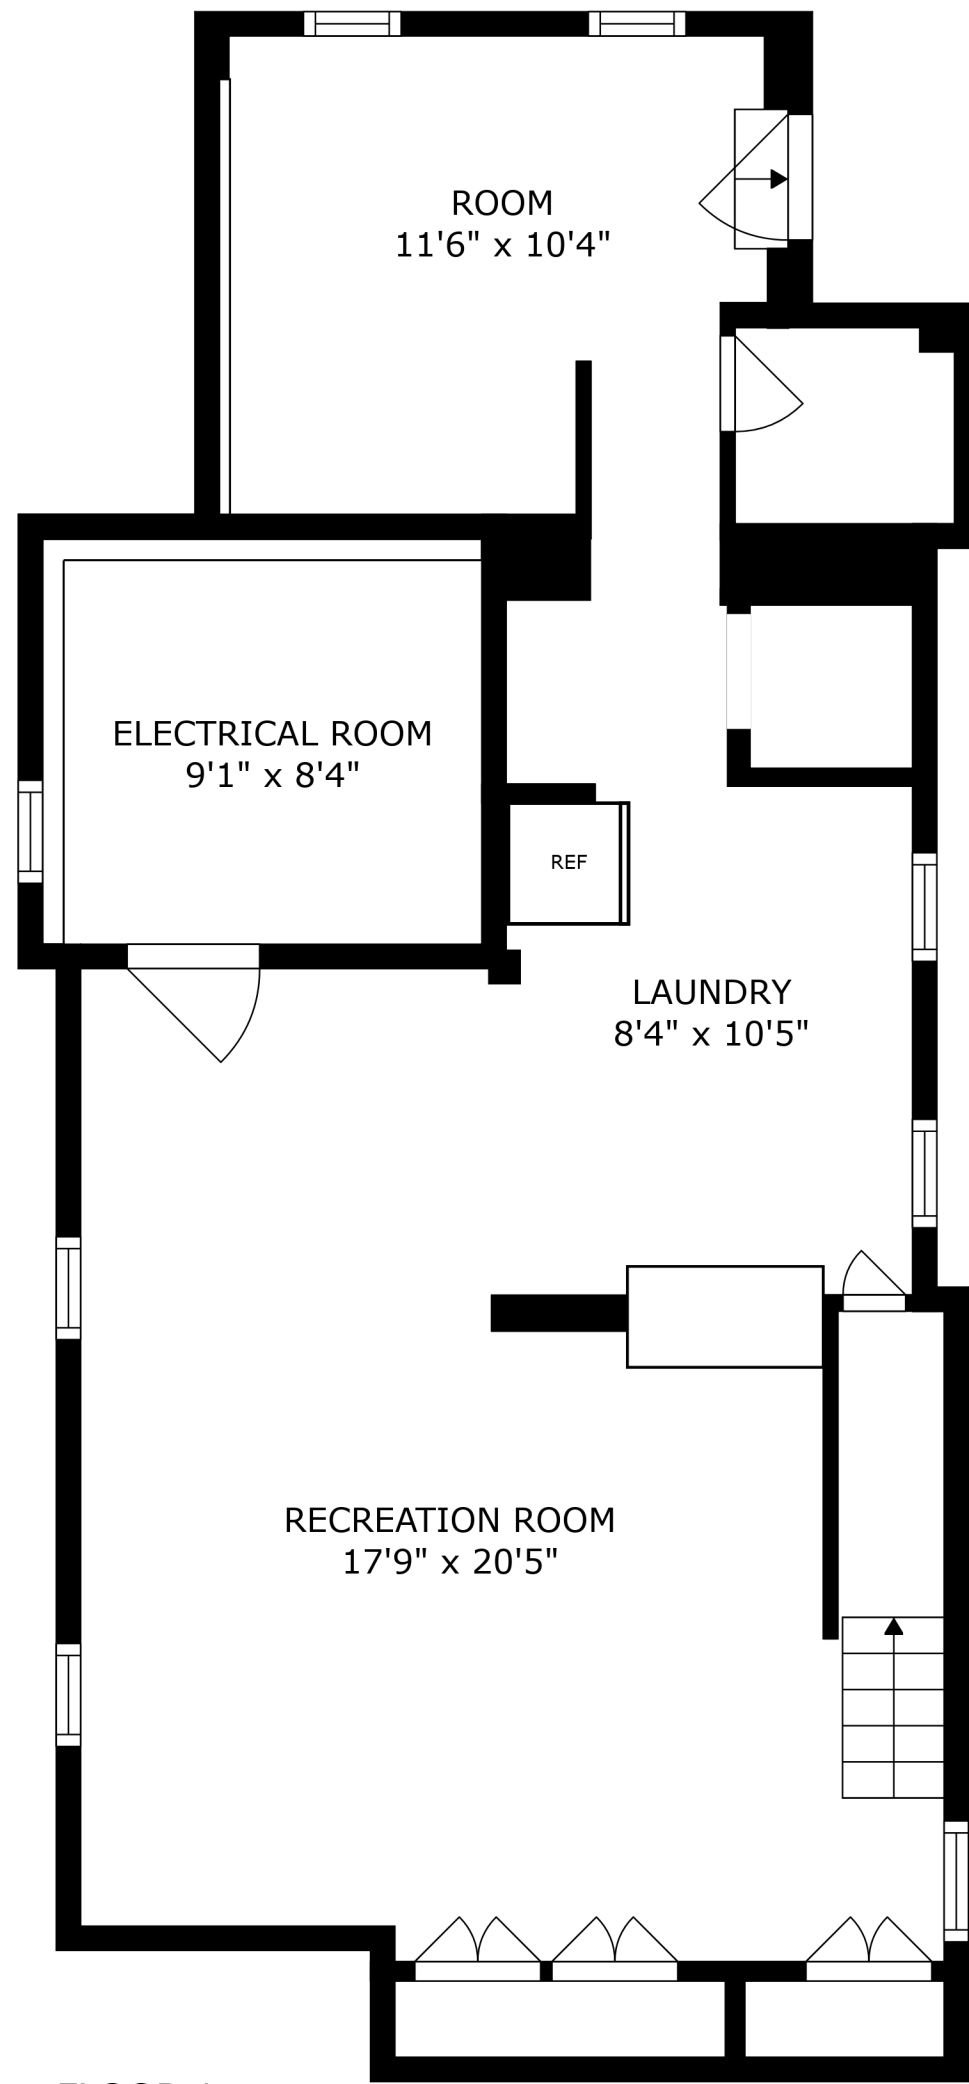 ROOM
11'6" x 10'4"
ELECTRICAL ROOM
9'1" x 8'4"
REF
LAUNDRY
8'4" x 10'5"
RECREATION ROOM
17'9" x 20'5"